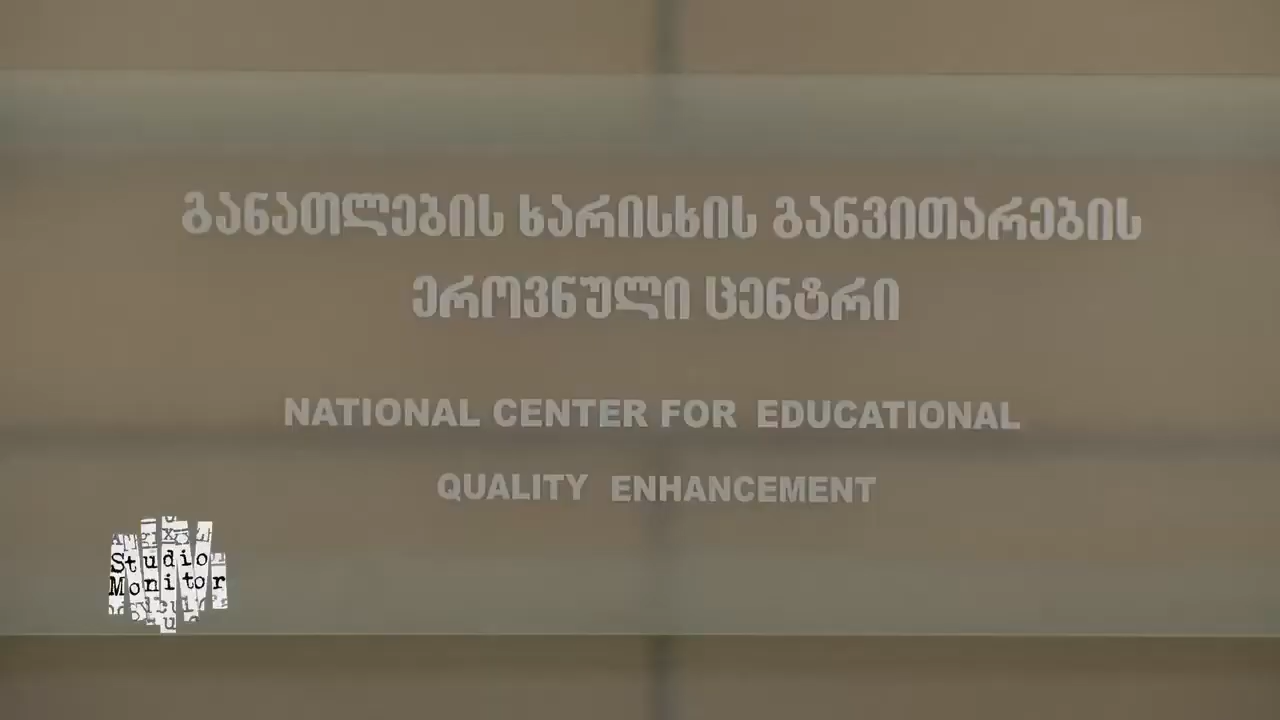 განათლების ხარისხის განვითარების
ეროვნული ცენტრი
NATIONAL CENTER FOR EDUCATIONAL
QUALITY ENHANCEMENT
Studio
Monitor